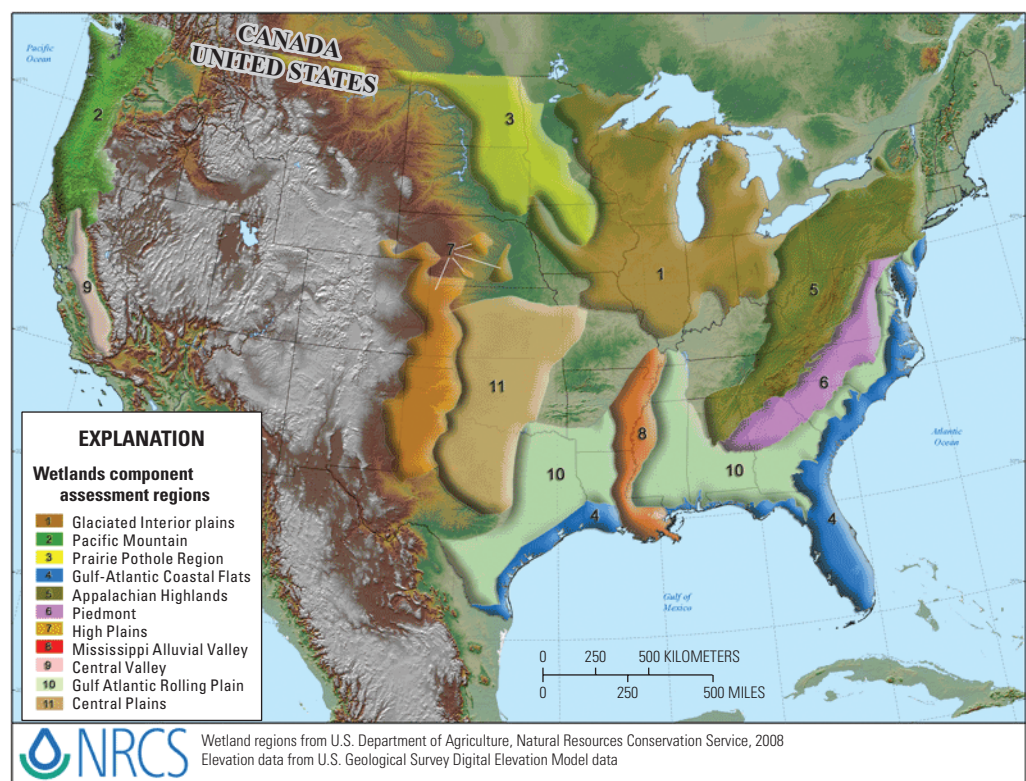 Pacific
Ocean
CANADA
UNITED STATES
2
3
7
1
9
5
11
6
8
10
10
4
4
Atlantic
Ocean
Gulf of
Mexico
EXPLANATION
Wetlands component
assessment regions
1 Glaciated Interior plains
2 Pacific Mountain
3 Prairie Pothole Region
4 Gulf-Atlantic Coastal Flats
5 Appalachian Highlands
6 Piedmont
7 High Plains
8 Mississippi Alluvial Valley
9 Central Valley
10 Gulf Atlantic Rolling Plain
11 Central Plains
0 250 500 KILOMETERS
0 250 500 MILES
NRCS
Wetland regions from U.S. Department of Agriculture, Natural Resources Conservation Service, 2008
Elevation data from U.S. Geological Survey Digital Elevation Model data